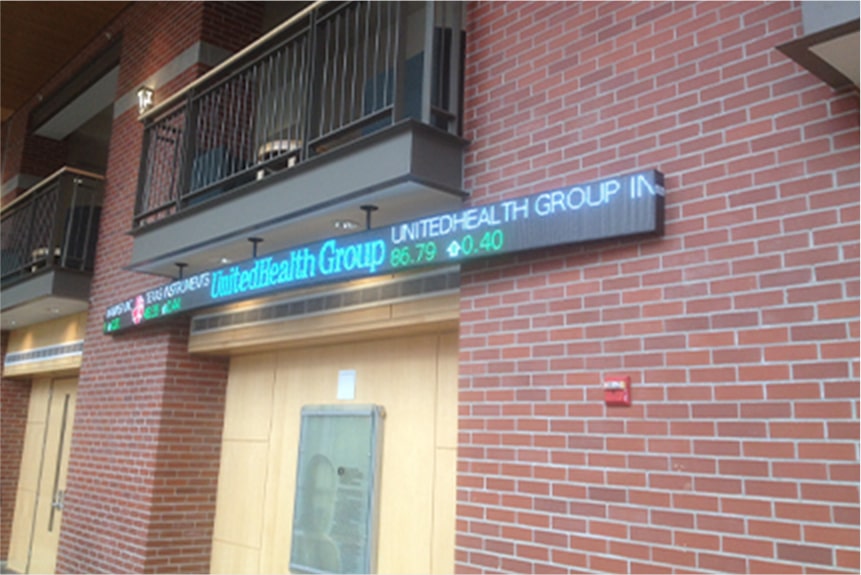 TEXAS INSTRUMENTS
UnitedHealth Group
UNITEDHEALTH GROUP IN
86.79 0.40